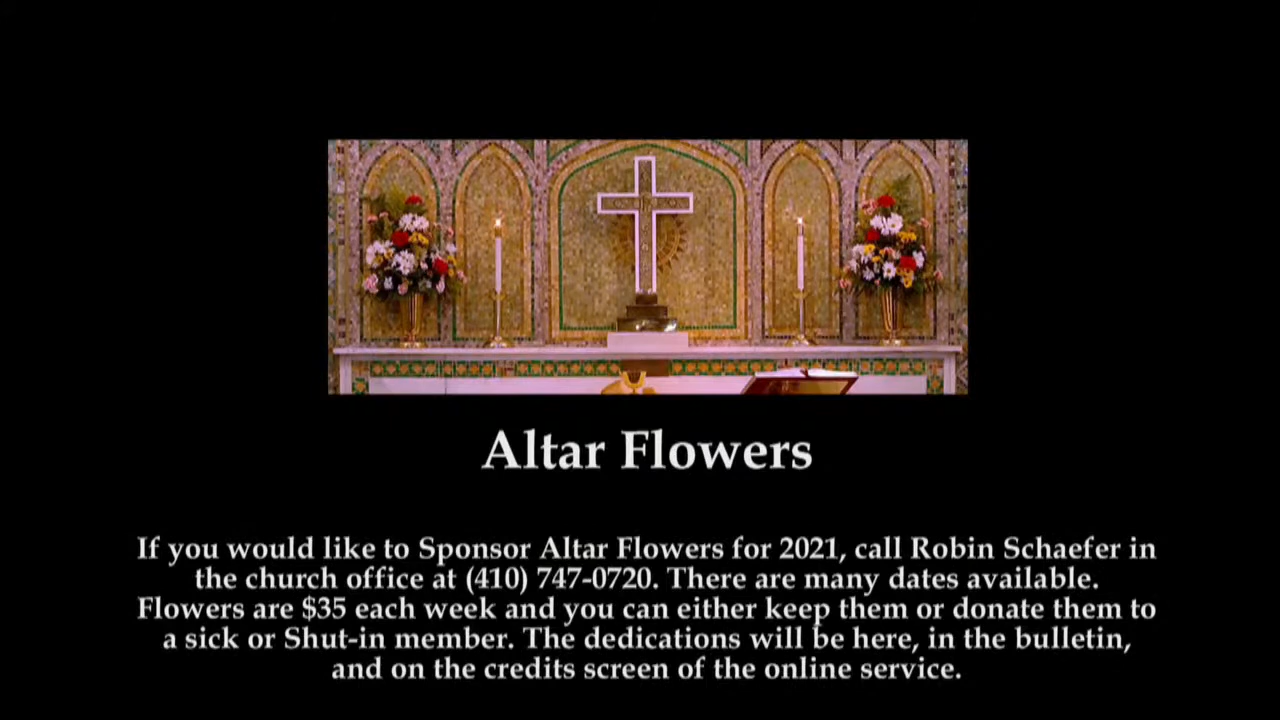 Altar Flowers
If you would like to Sponsor Altar Flowers for 2021, call Robin Schaefer in
the church office at (410) 747-0720. There are many dates available.
Flowers are $35 each week and you can either keep them or donate them to
a sick or Shut-in member. The dedications will be here, in the bulletin,
and on the credits screen of the online service.